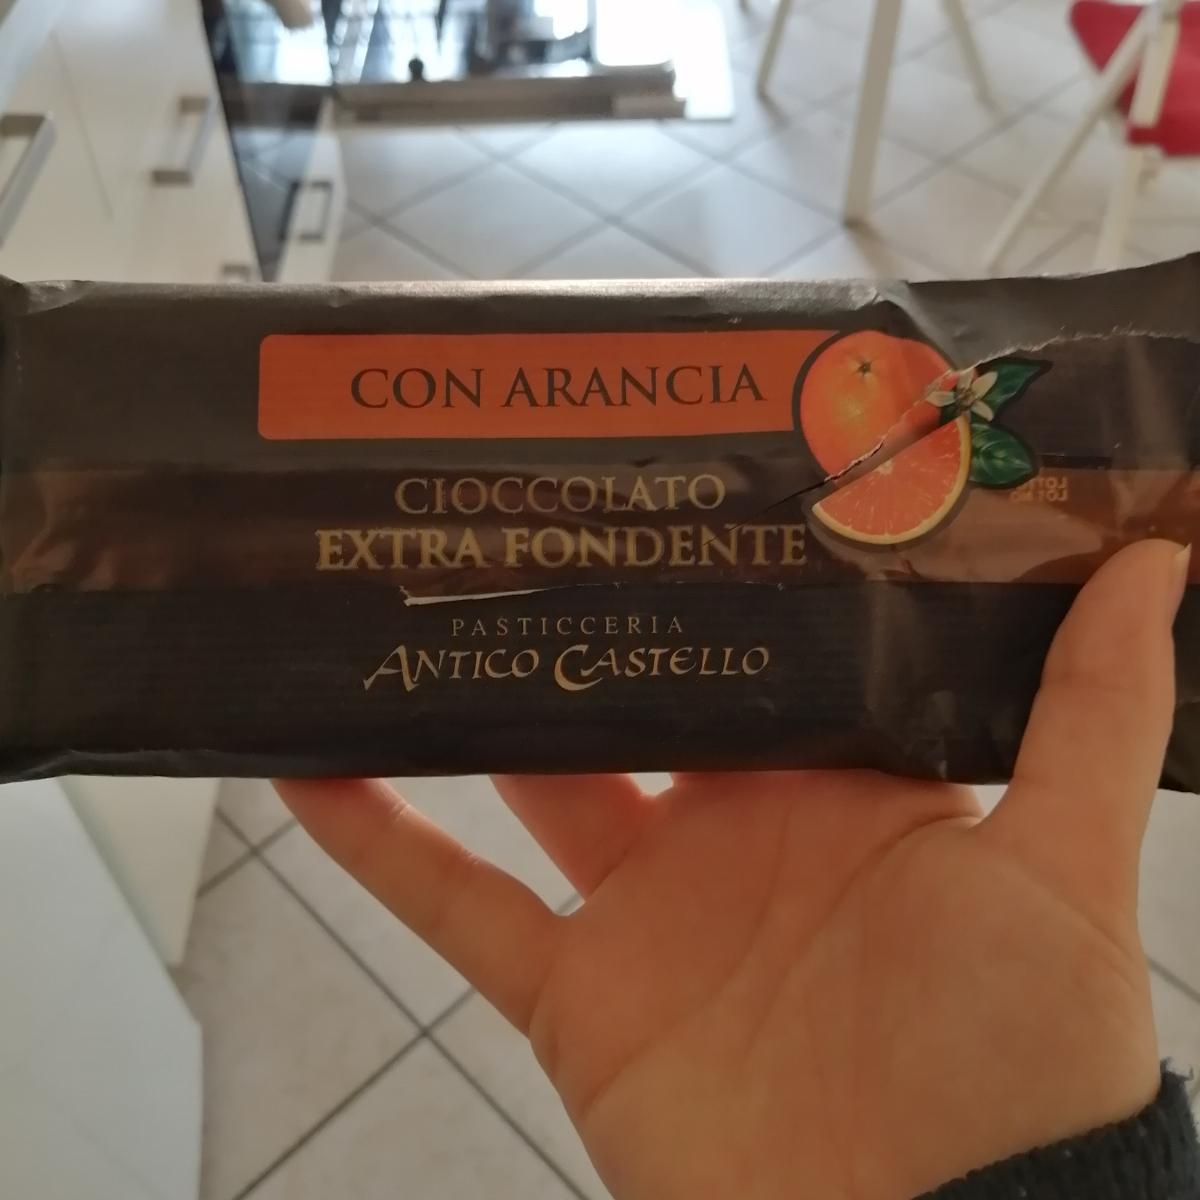 CON ARANCIA
CIOCCOLATO
EXTRA FONDENTE
PASTICCERIA
ANTICO CASTELLO